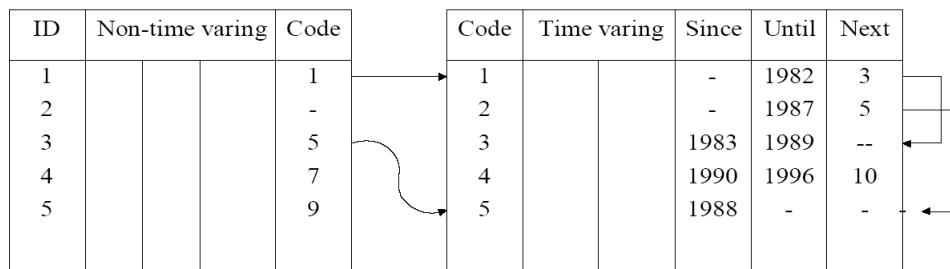 ID Non-time varing Code Code Time varing Since Until Next
1 1 1 - 1982 3
2 - 2 - 1987 5
3 5 3 1983 1989 --
4 7 4 1990 1996 10
5 9 5 1988 - - -